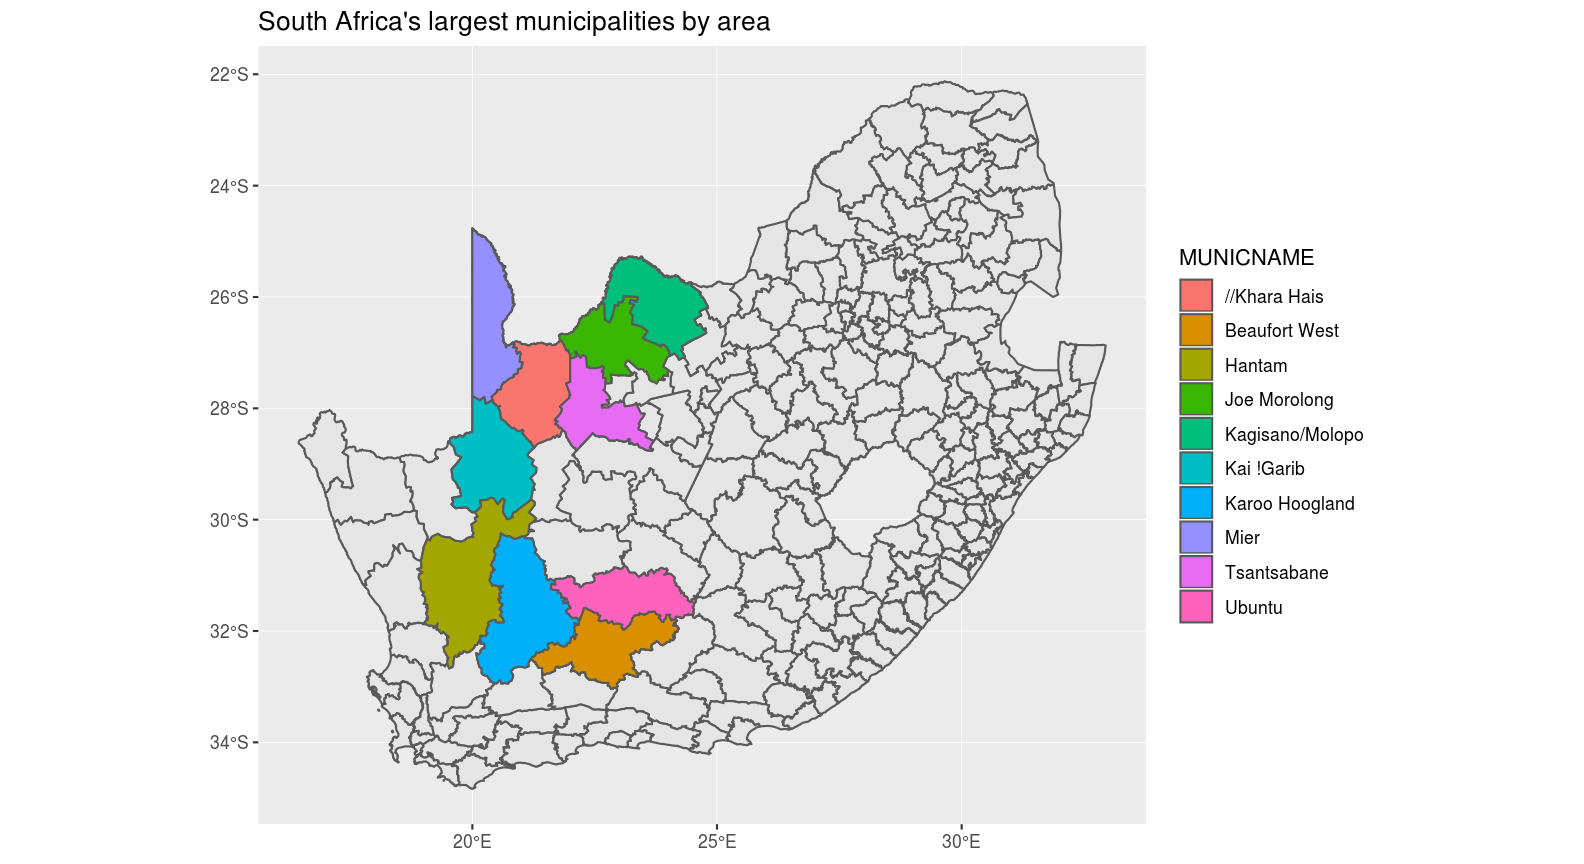 South Africa's largest municipalities by area
22°S
24°S
26°S
28°S
30°S
32°S
34°S
20°E
25°E
30°E
MUNICNAME
//Khara Hais
Beaufort West
Hantam
Joe Morolong
Kagisano/Molopo
Kai !Garib
Karoo Hoogland
Mier
Tsantsabane
Ubuntu